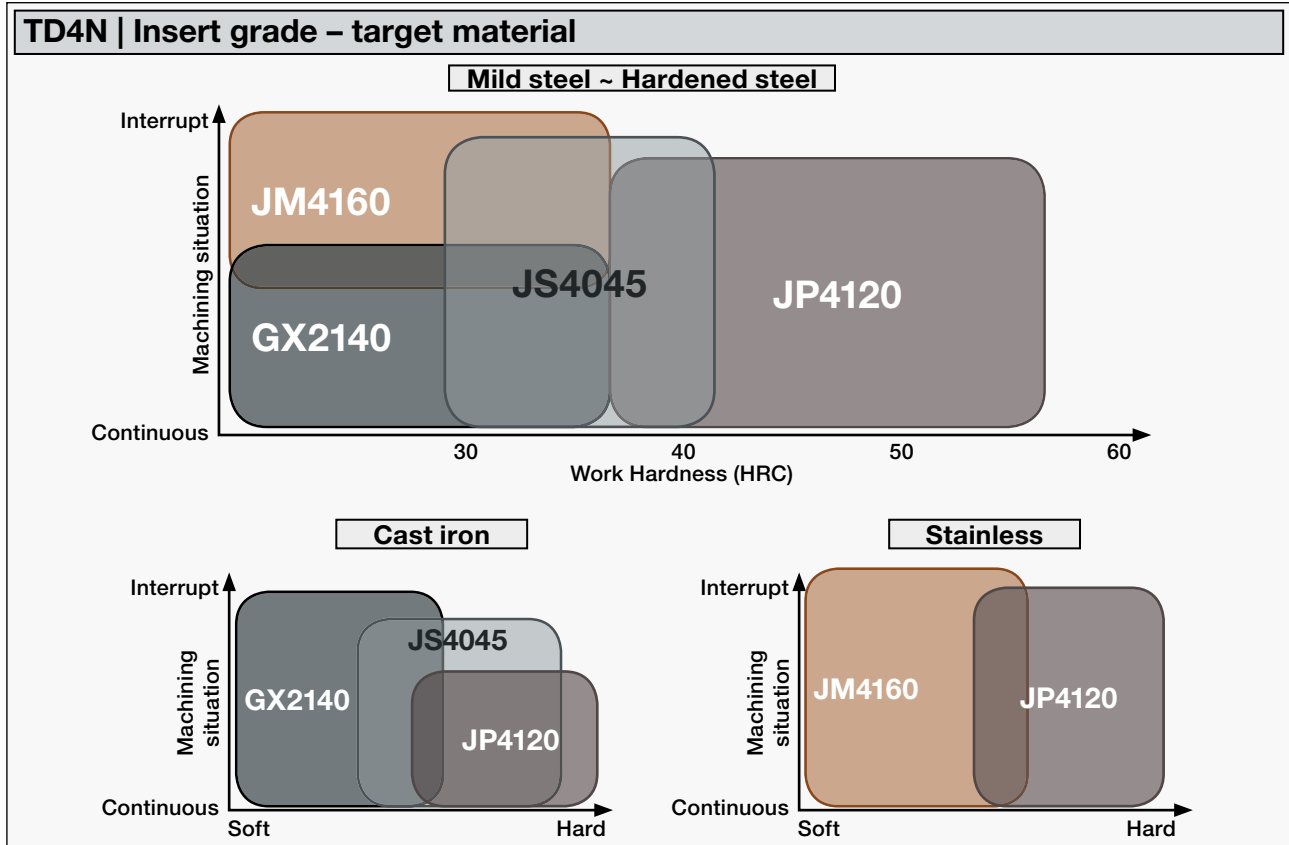 TD4N | Insert grade – target material
Mild steel ~ Hardened steel
Interrupt
Machining situation
Continuous
JM4160
GX2140
JS4045
JP4120
30 40 50 60
Work Hardness (HRC)
Cast iron
Interrupt
Machining
situation
Continuous
JS4045
GX2140
JP4120
Soft Hard
Stainless
Interrupt
Machining
situation
Continuous
JM4160
JP4120
Soft Hard